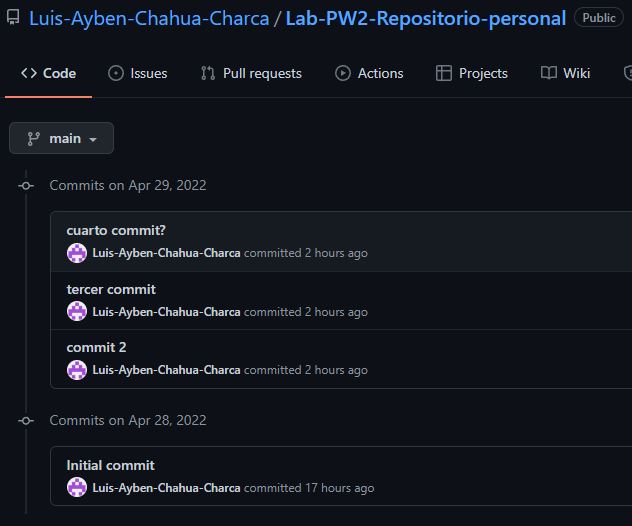 Luis-Ayben-Chahua-Charca / Lab-PW2-Repositorio-personal Public
Code Issues Pull requests Actions Projects Wiki
main
Commits on Apr 29, 2022
cuarto commit?
Luis-Ayben-Chahua-Charca committed 2 hours ago
tercer commit
Luis-Ayben-Chahua-Charca committed 2 hours ago
commit 2
Luis-Ayben-Chahua-Charca committed 2 hours ago
Commits on Apr 28, 2022
Initial commit
Luis-Ayben-Chahua-Charca committed 17 hours ago